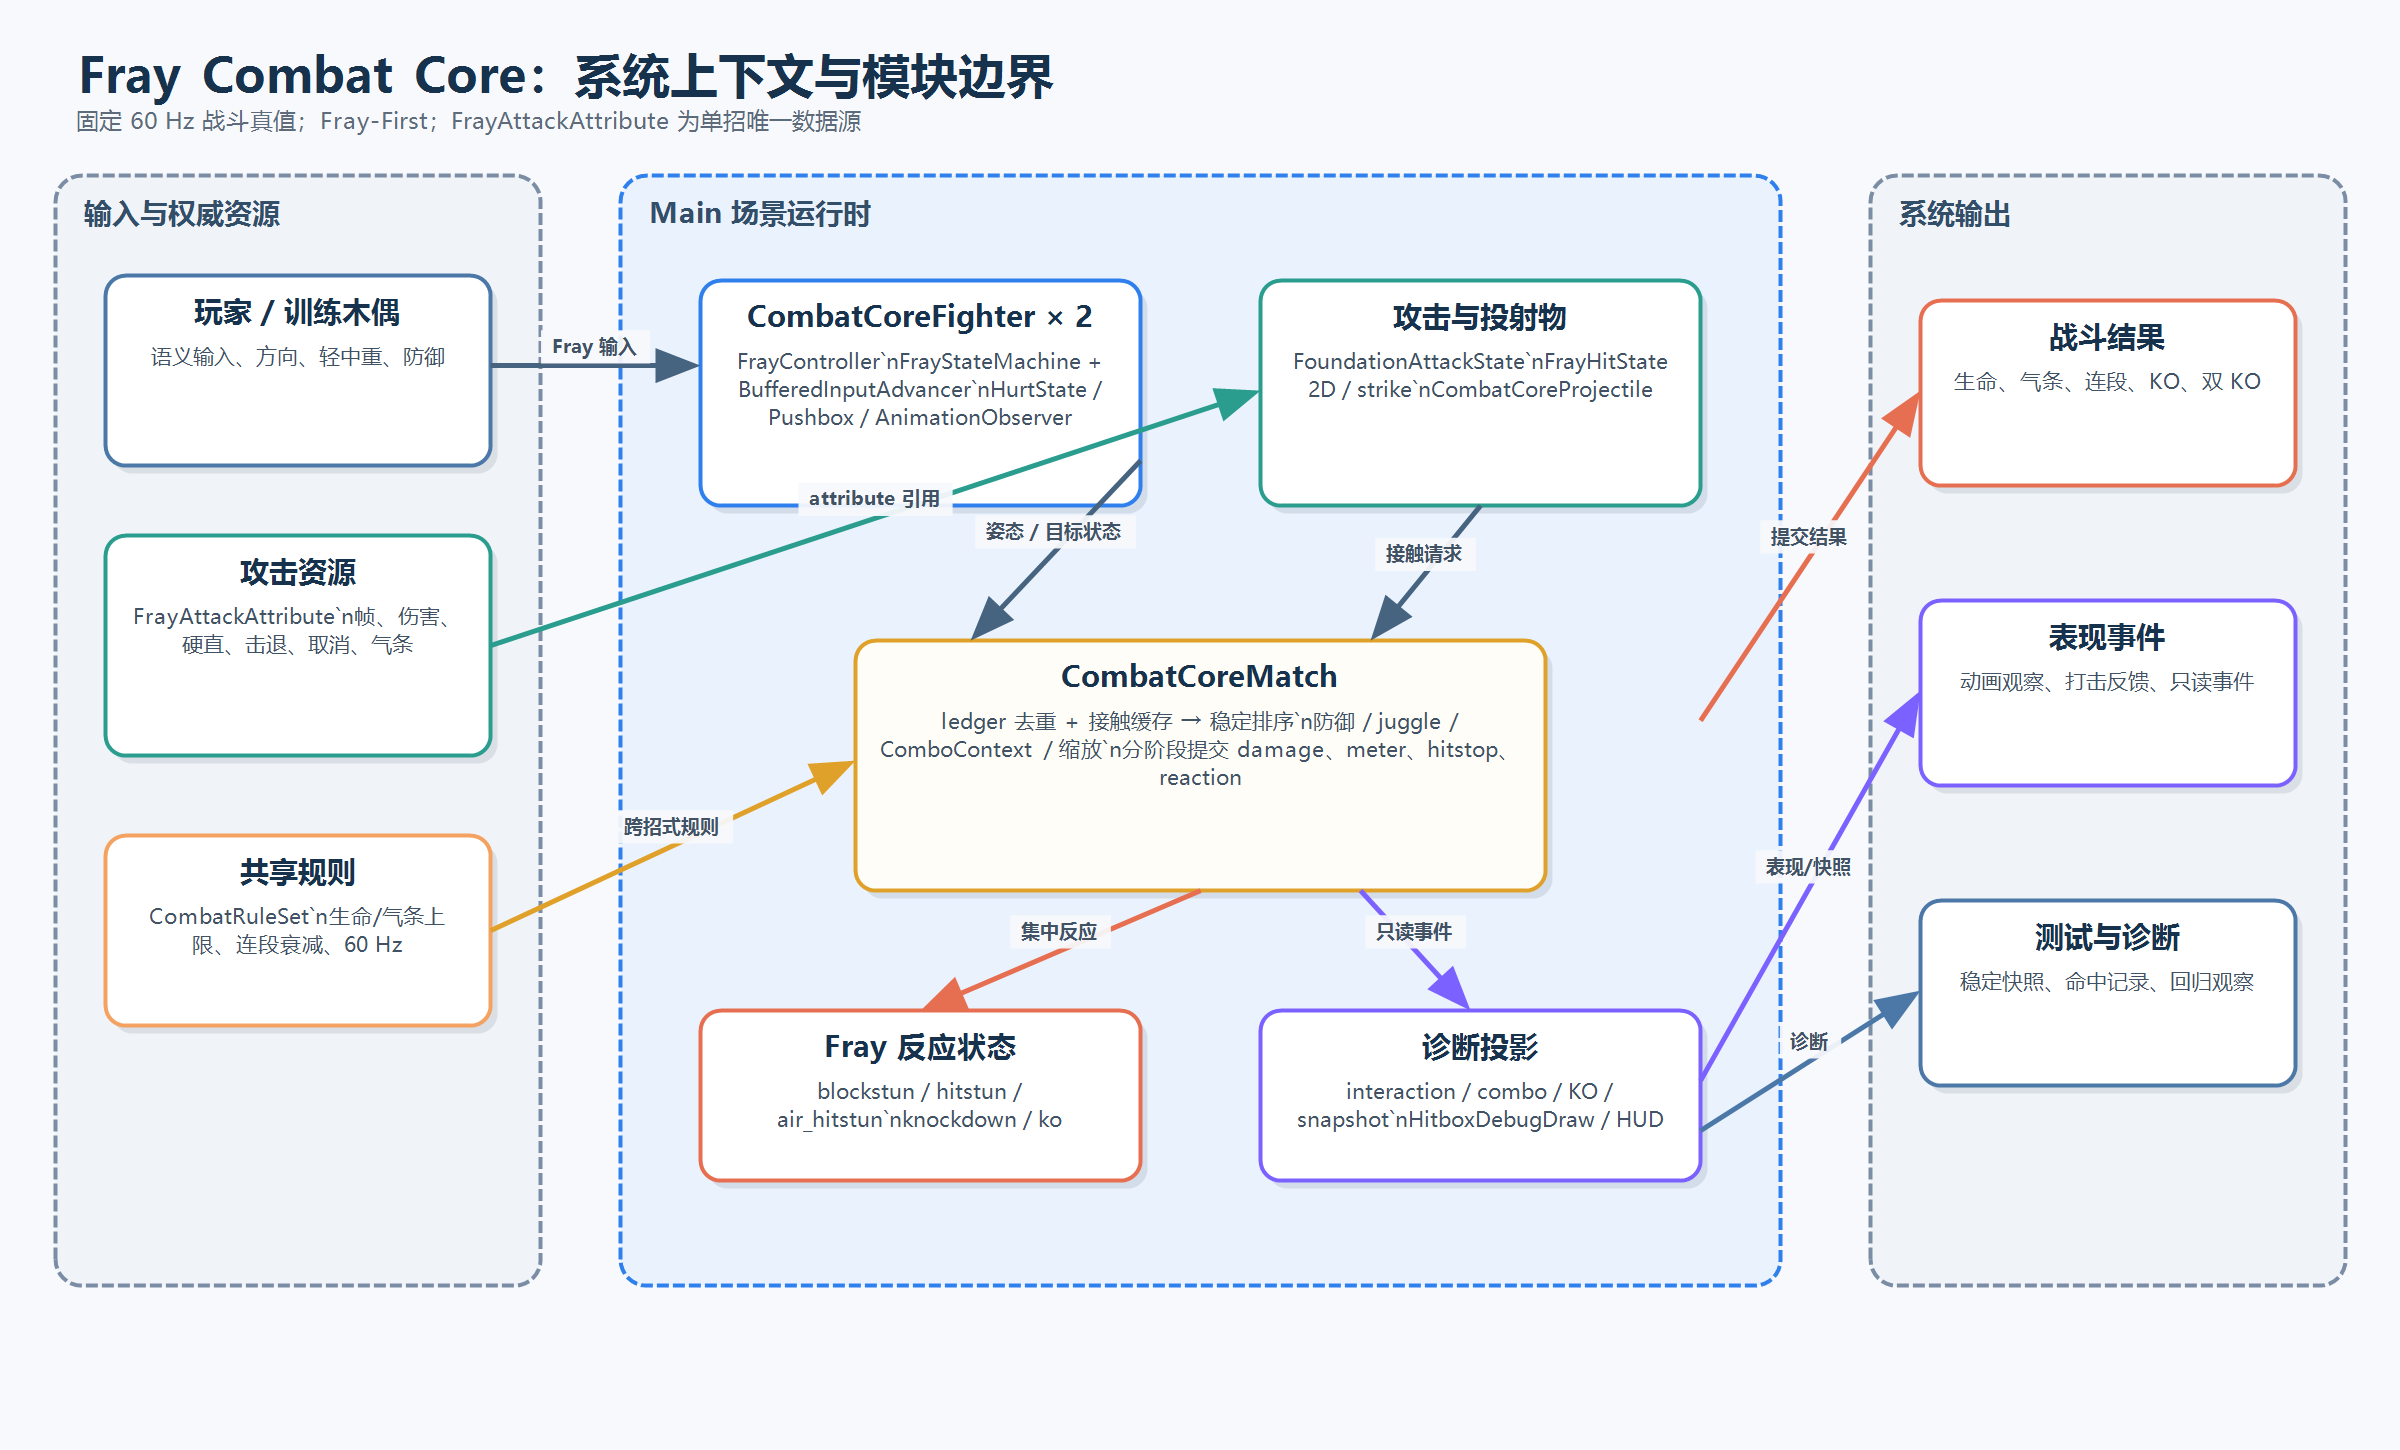 Fray Combat Core：系统上下文与模块边界
固定 60 Hz 战斗真值；Fray-First；FrayAttackAttribute 为单招唯一数据源
输入与权威资源
玩家 / 训练木偶
语义输入、方向、轻中重、防御
攻击资源
FrayAttackAttribute`n帧、伤害、
硬直、击退、取消、气条
共享规则
CombatRuleSet`n生命/气条上
限、连段衰减、60 Hz
Fray 输入
attribute 引用
跨招式规则
Main 场景运行时
CombatCoreFighter × 2
FrayController`nFrayStateMachine +
BufferedInputAdvancer`nHurtState /
Pushbox / AnimationObserver
攻击与投射物
FoundationAttackState`nFrayHitState
2D / strike`nCombatCoreProjectile
姿态 / 目标状态
接触请求
CombatCoreMatch
ledger 去重 + 接触缓存 → 稳定排序`n防御 / juggle /
ComboContext / 缩放`n分阶段提交 damage、meter、hitstop、
reaction
集中反应
只读事件
Fray 反应状态
blockstun / hitstun /
air_hitstun`nknockdown / ko
诊断投影
interaction / combo / KO /
snapshot`nHitboxDebugDraw / HUD
提交结果
表现/快照
诊断
系统输出
战斗结果
生命、气条、连段、KO、双 KO
表现事件
动画观察、打击反馈、只读事件
测试与诊断
稳定快照、命中记录、回归观察